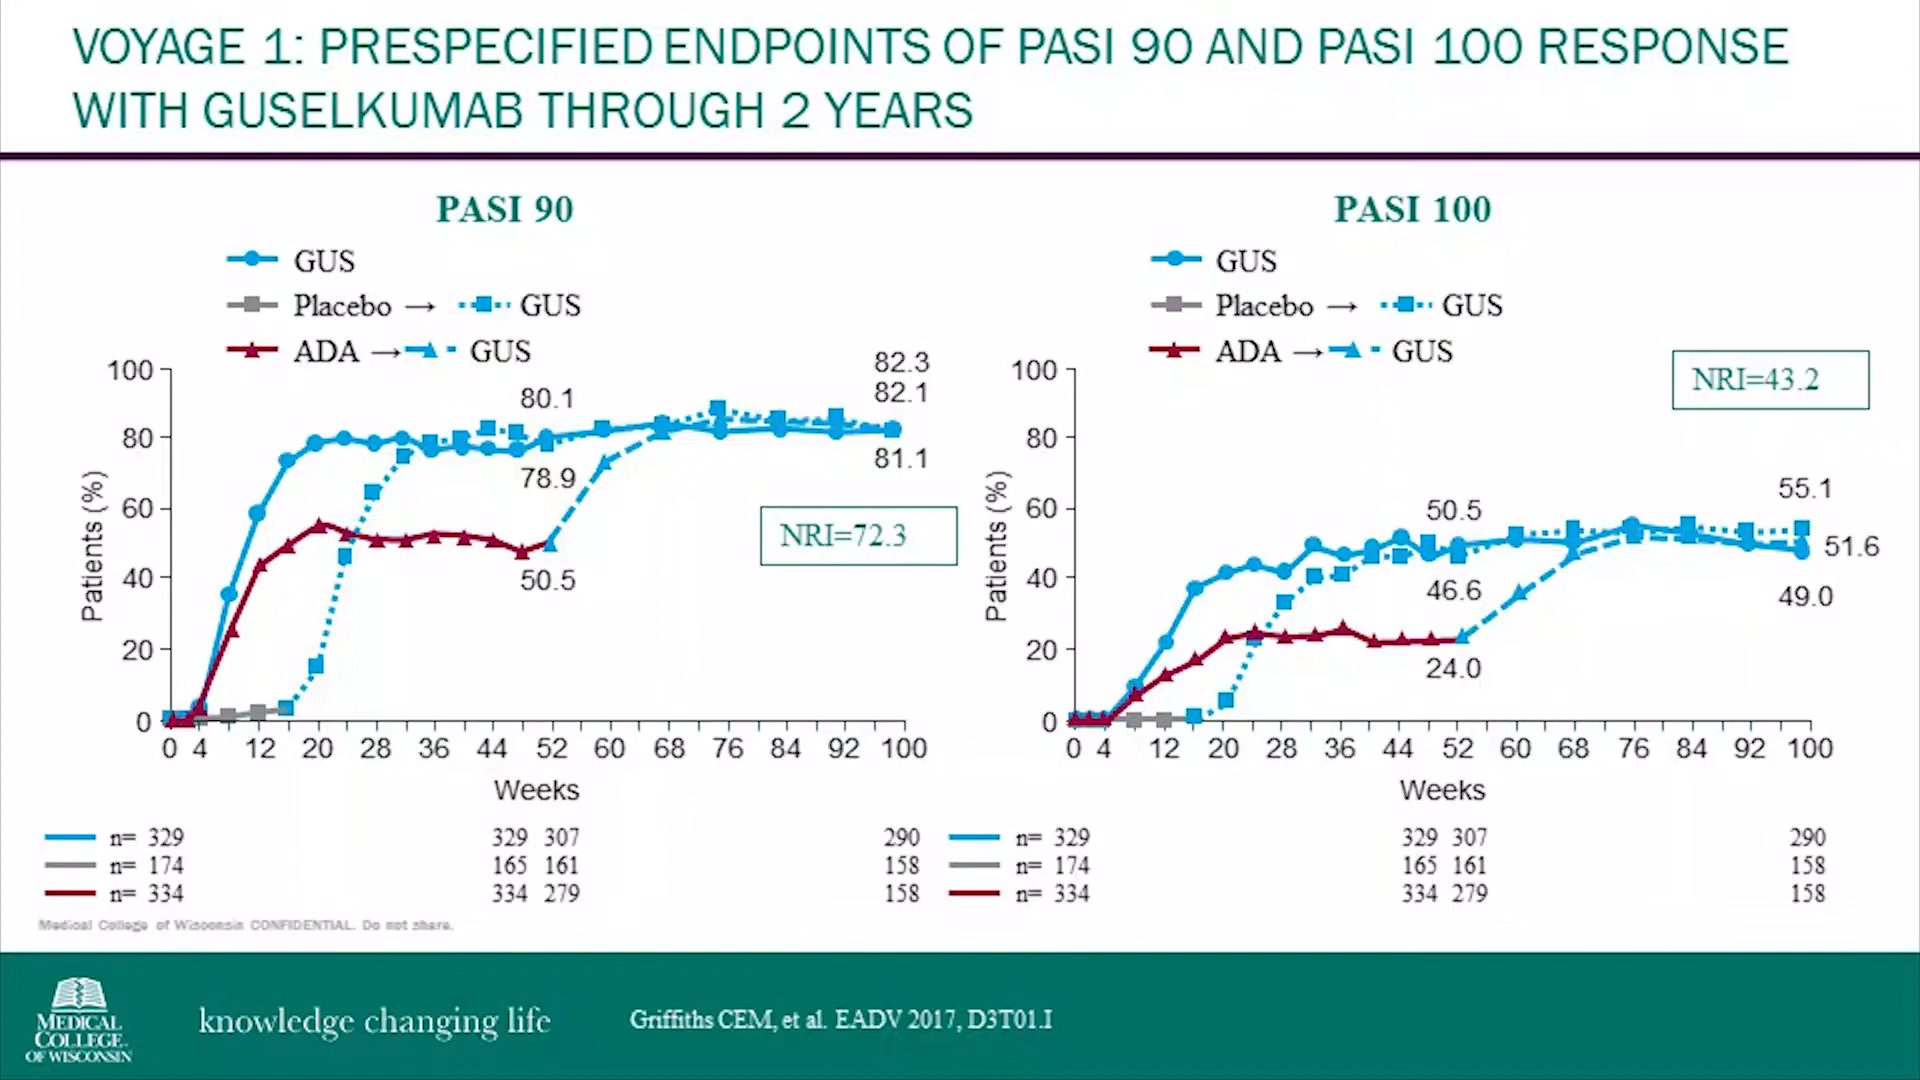 VOYAGE 1: PRESPECIFIED ENDPOINTS OF PASI 90 AND PASI 100 RESPONSE
WITH GUSELKUMAB THROUGH 2 YEARS
PASI 90
GUS
Placebo → GUS
ADA → GUS
100
80
60
40
20
0
Patients (%)
80.1
78.9
50.5
82.3
82.1
81.1
NRI=72.3
0 4 12 20 28 36 44 52 60 68 76 84 92 100
Weeks
n= 329 329 307 290
n= 174 165 161 158
n= 334 334 279 158
PASI 100
GUS
Placebo → GUS
ADA → GUS
NRI=43.2
100
80
60
40
20
0
Patients (%)
50.5
46.6
24.0
55.1
51.6
49.0
0 4 12 20 28 36 44 52 60 68 76 84 92 100
Weeks
n= 329 329 307 290
n= 174 165 161 158
n= 334 334 279 158
Medical College of Wisconsin CONFIDENTIAL. Do not share.
MEDICAL
COLLEGE
OF WISCONSIN
knowledge changing life
Griffiths CEM, et al. EADV 2017, D3T01.I